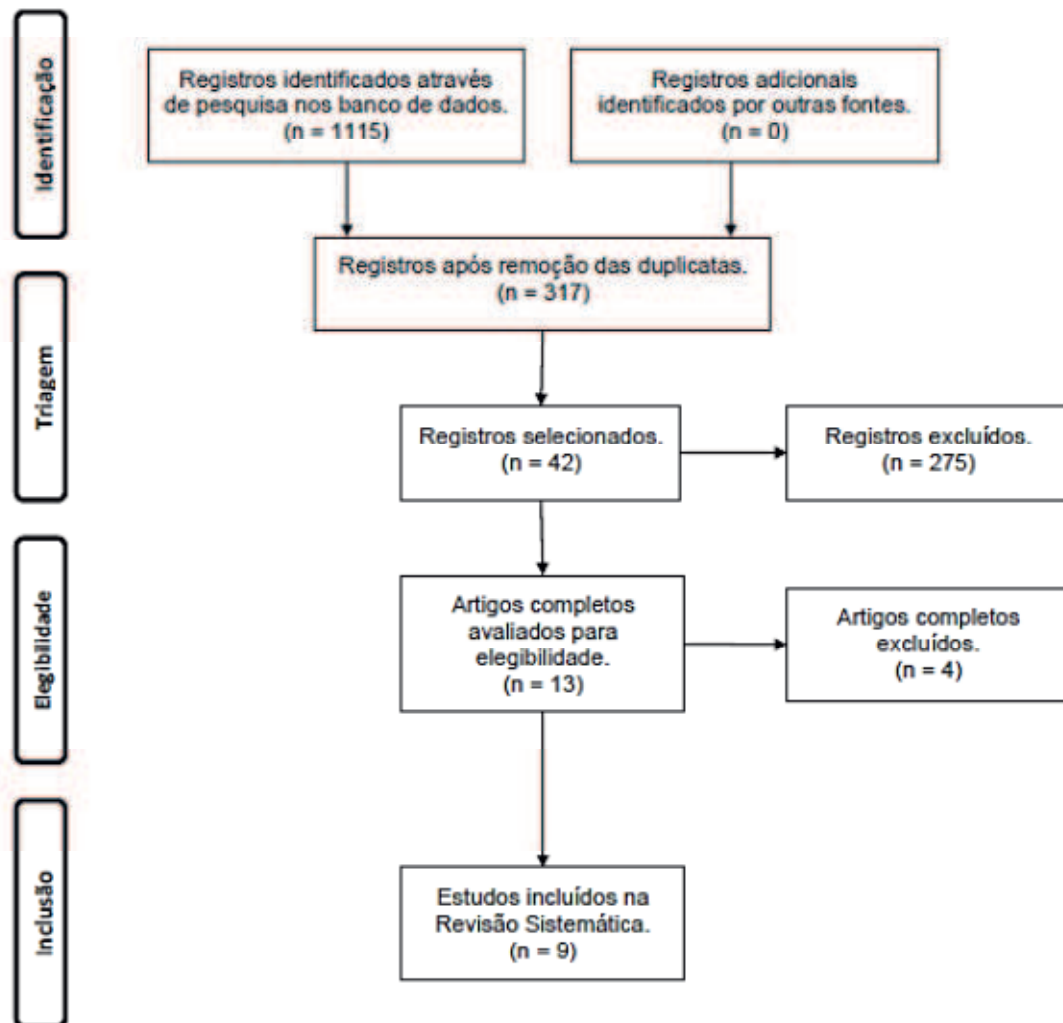 Identificação
Registros identificados através
de pesquisa nos banco de dados.
(n = 1115)
Registros adicionais
identificados por outras fontes.
(n = 0)
Registros após remoção das duplicatas.
(n = 317)
Triagem
Registros selecionados.
(n = 42)
Registros excluídos.
(n = 275)
Elegibilidade
Artigos completos
avaliados para
elegibilidade.
(n = 13)
Artigos completos
excluídos.
(n = 4)
Inclusão
Estudos incluídos na
Revisão Sistemática.
(n = 9)